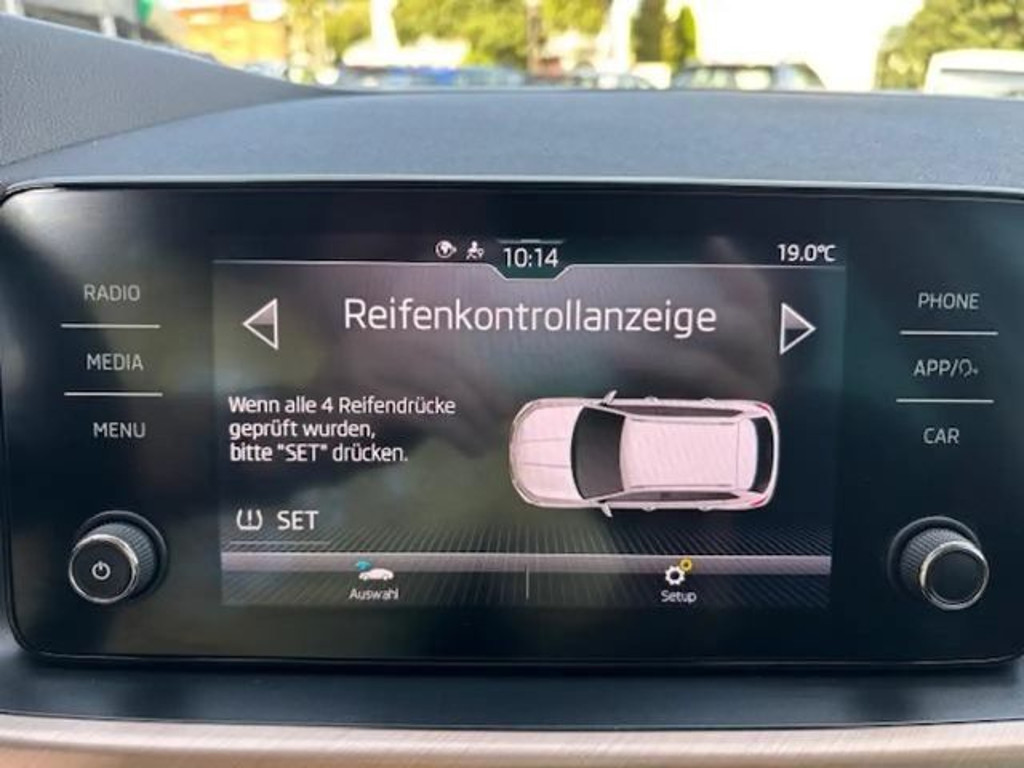 10:14
19.0°C
RADIO
MEDIA
MENU
Reifenkontrollanzeige
Wenn alle 4 Reifendrücke
geprüft wurden,
bitte "SET" drücken.
SET
Auswahl
Setup
PHONE
APP/
CAR